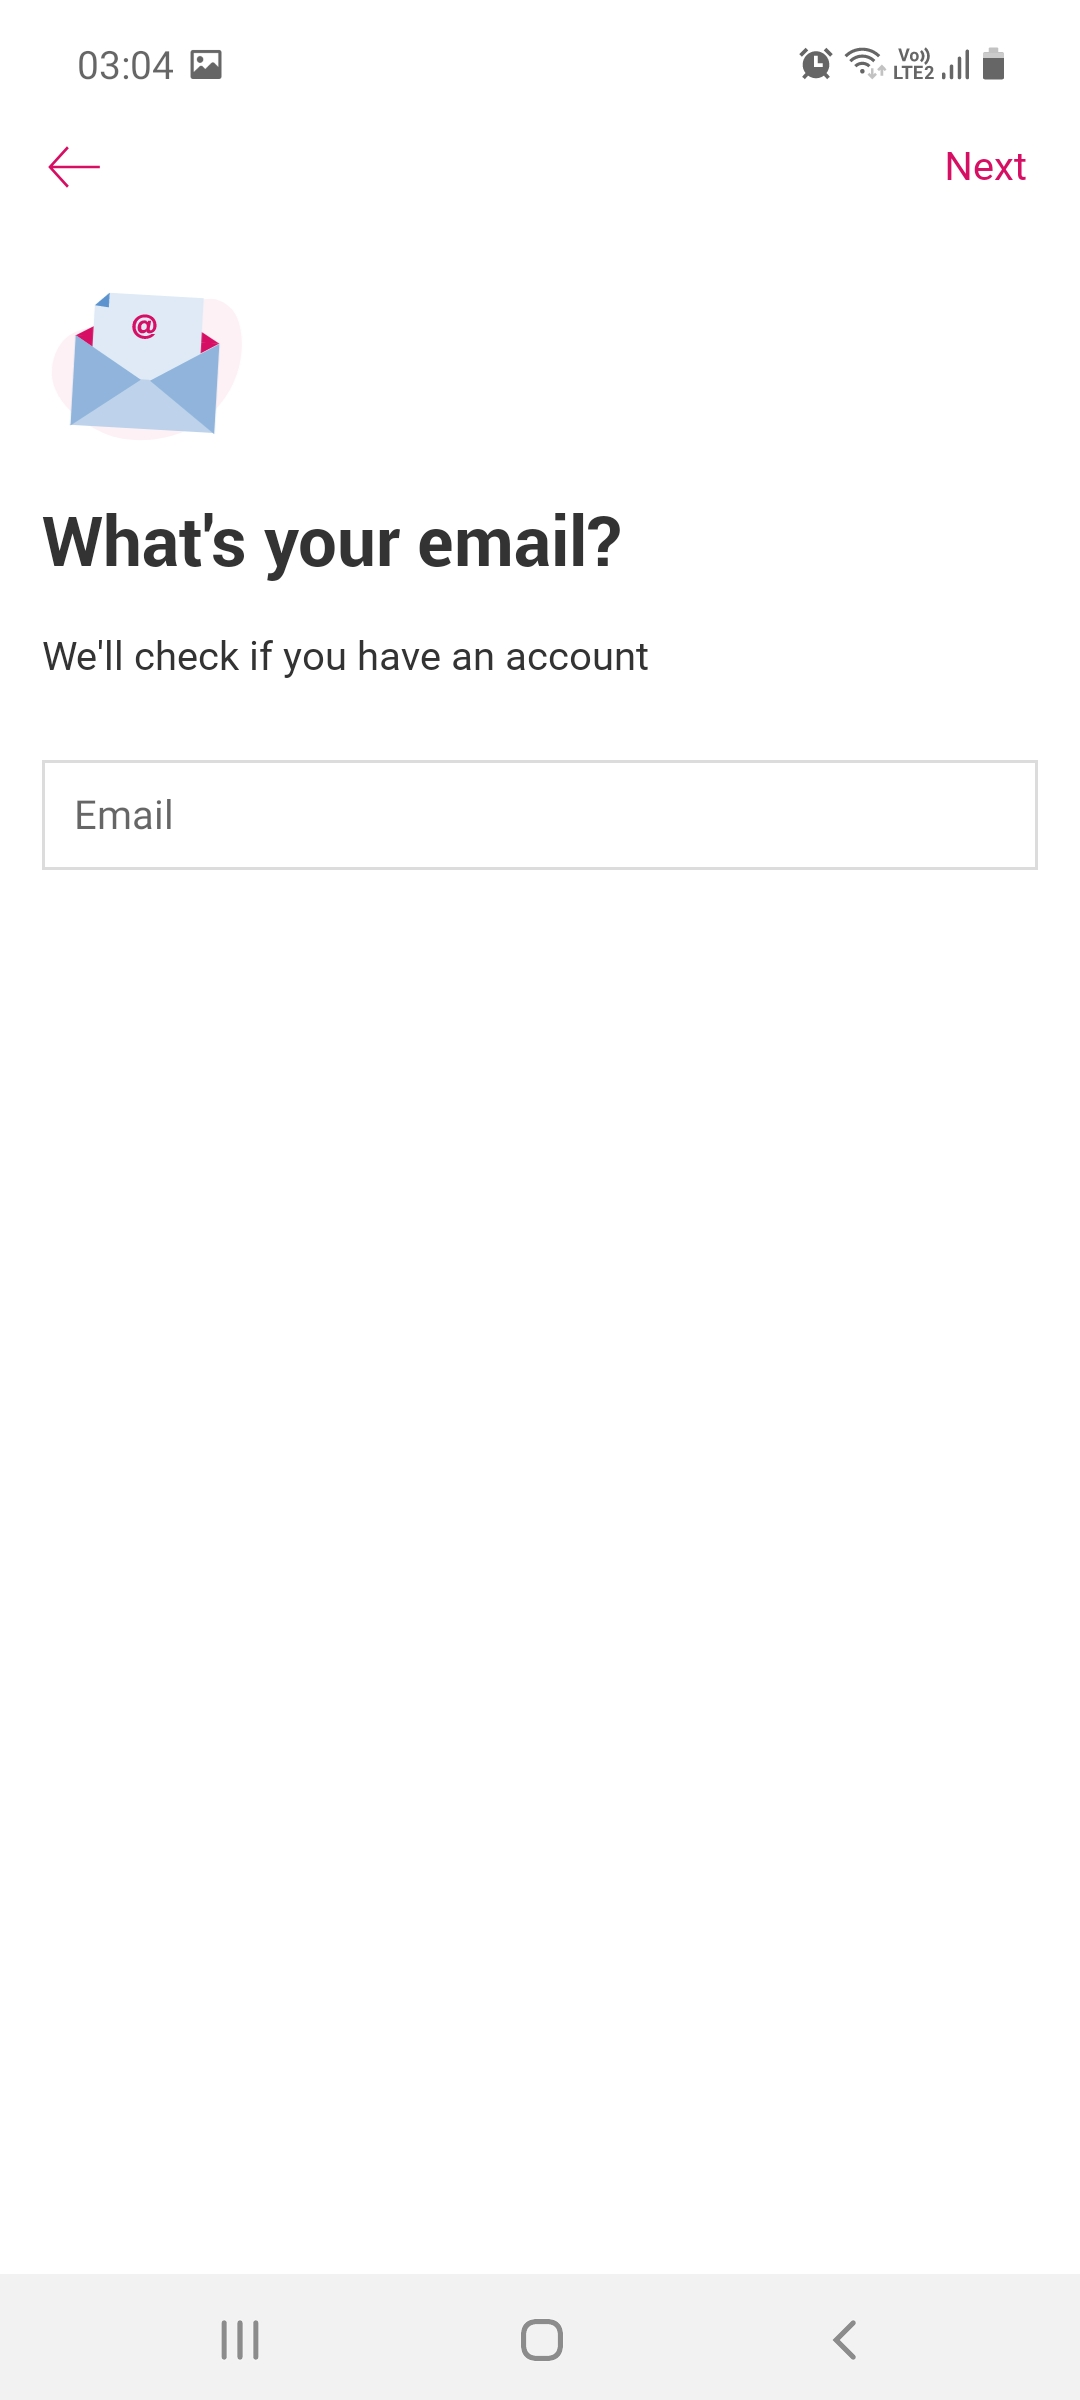 03:04
Vo))
LTE2
Next
@
What's your email?
We'll check if you have an account
Email